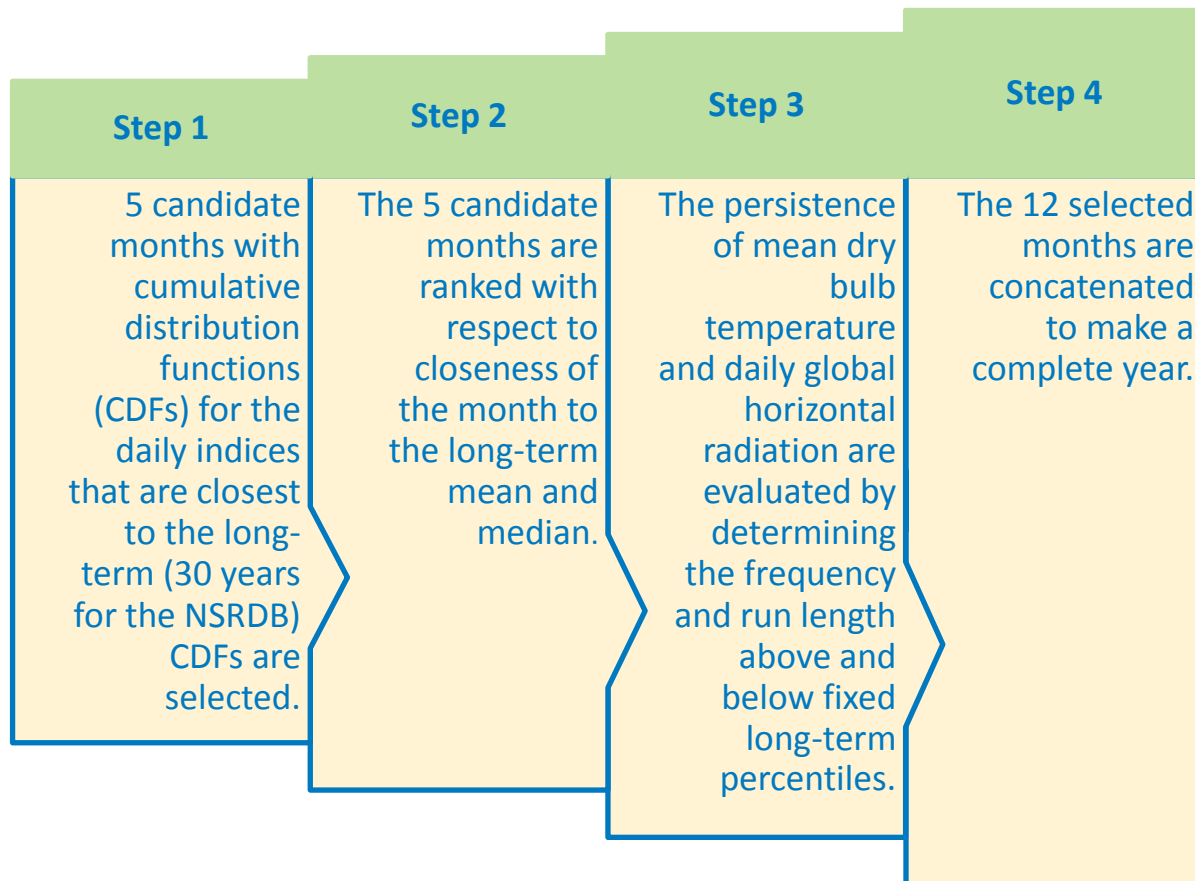 Step 1
5 candidate
months with
cumulative
distribution
functions
(CDFs) for the
daily indices
that are closest
to the long-
term (30 years
for the NSRDB)
CDFs are
selected.
Step 2
The 5 candidate
months are
ranked with
respect to
closeness of
the month to
the long-term
mean and
median.
Step 3
The persistence
of mean dry
bulb
temperature
and daily global
horizontal
radiation are
evaluated by
determining
the frequency
and run length
above and
below fixed
long-term
percentiles.
Step 4
The 12 selected
months are
concatenated
to make a
complete year.